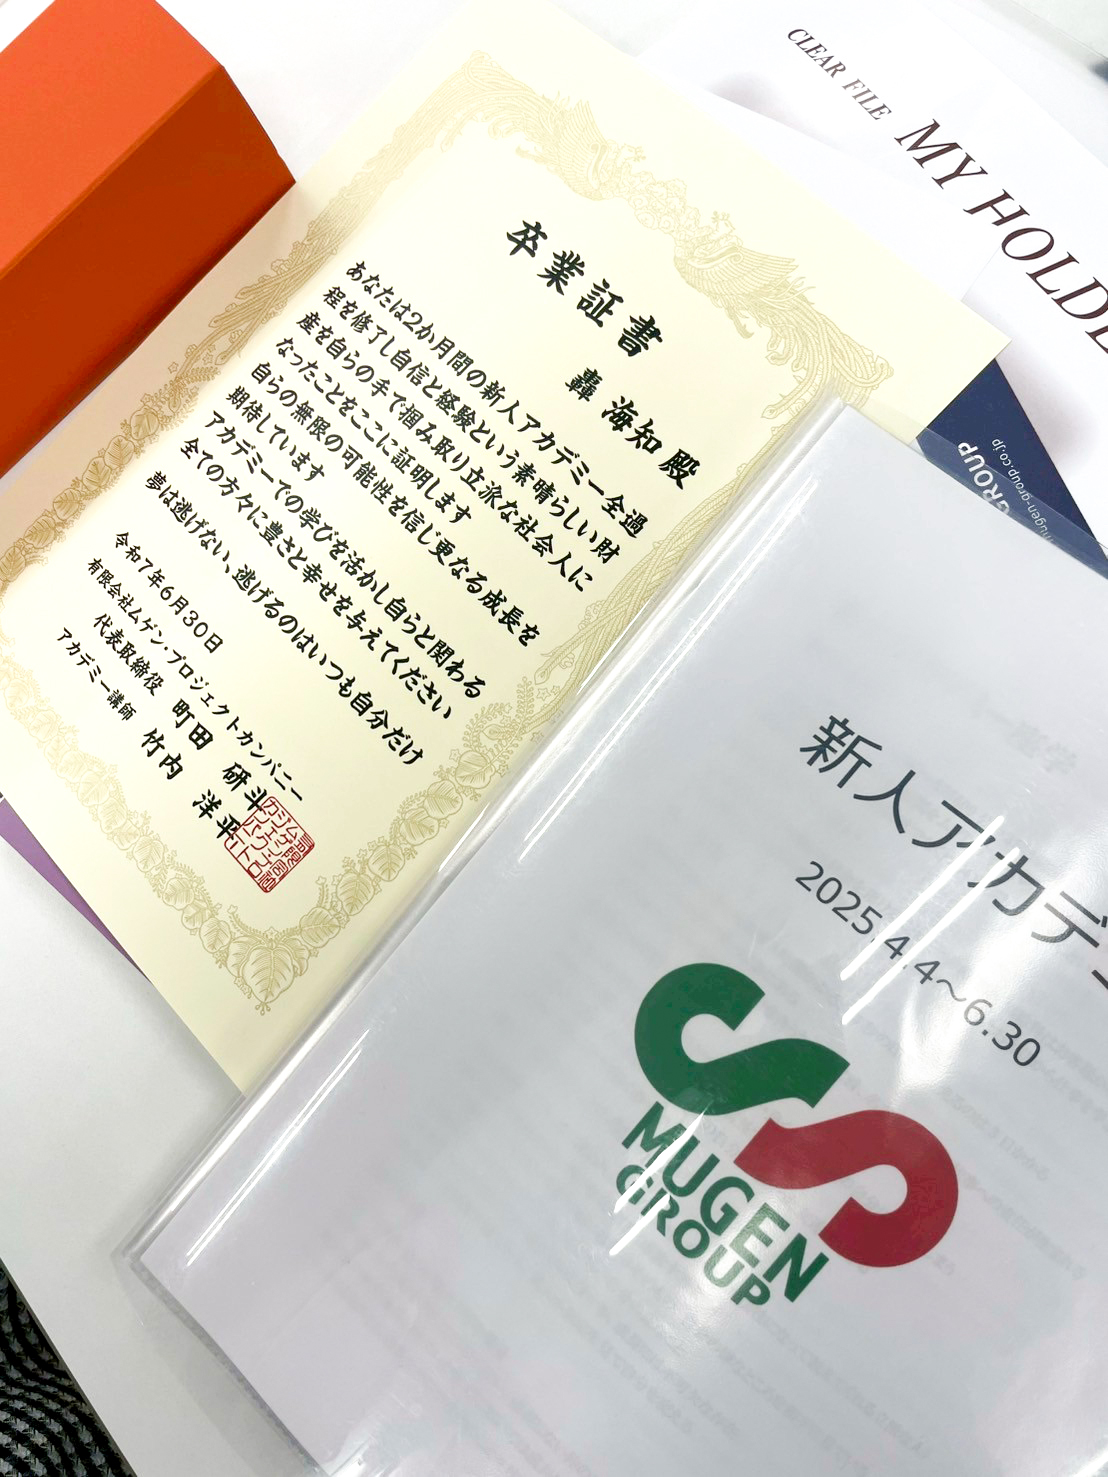 卒業証書
轟 海知 殿
あなたは2か月間の新人アカデミー全過
程を修了し自信と経験という素晴らしい財
産を自らの手で掴み取り立派な社会人に
なったことをここに証明します
自らの無限の可能性を信じ更なる成長を
期待しています
アカデミーでの学びを活かし自らと関わる
全ての方々に豊さと幸せを与えてください
夢は逃げない、逃げるのはいつも自分だけ
令和7年6月30日
有限会社ムゲン・プロジェクトカンパニー
代表取締役 町田 研斗
アカデミー講師 竹内 洋平
CLEAR FILE MY HOLD
GROUP
mugen-group.co.jp
新人アカデミ
2025.4.4～6.30
MUGEN
GROUP